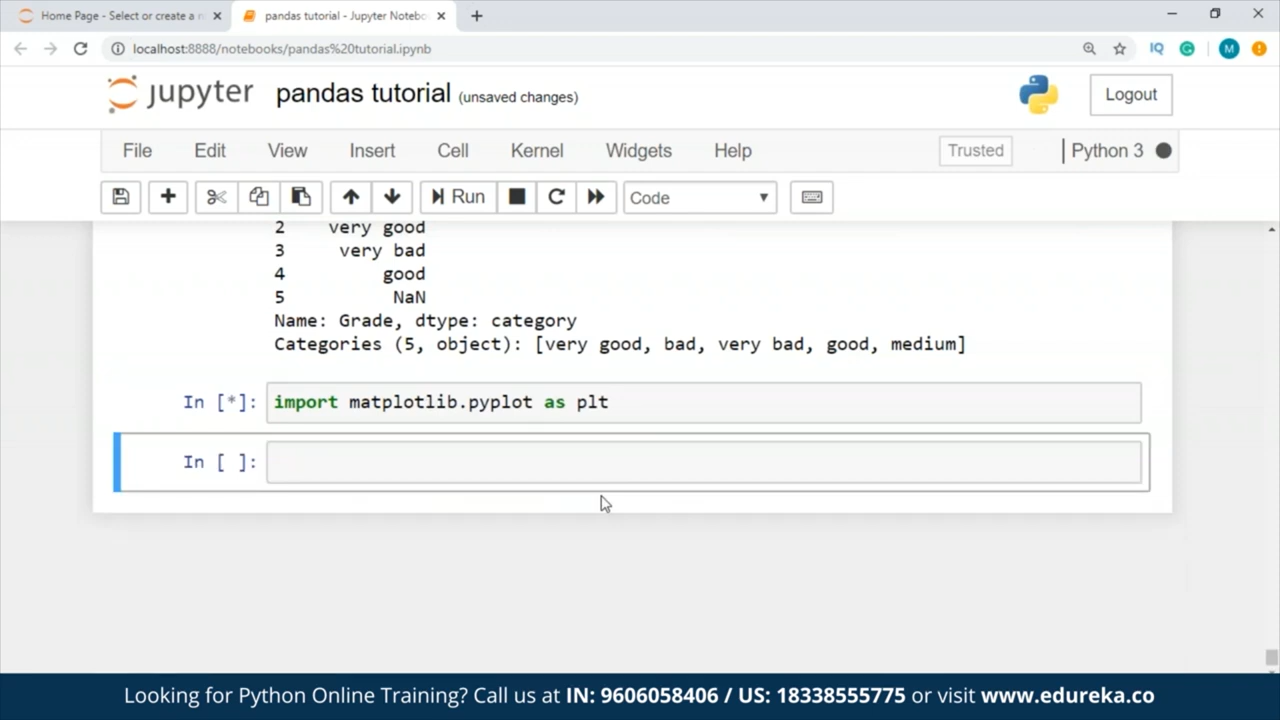 Home Page - Select or create a n
pandas tutorial - Jupyter Noteboo
localhost:8888/notebooks/pandas%20tutorial.ipynb
IQ
M
jupyter pandas tutorial (unsaved changes)
Logout
File Edit View Insert Cell Kernel Widgets Help Trusted Python 3
Run Code
2 very good
3 very bad
4 good
5 NaN
Name: Grade, dtype: category
Categories (5, object): [very good, bad, very bad, good, medium]
In [*]: import matplotlib.pyplot as plt
In [ ]:
Looking for Python Online Training? Call us at IN: 9606058406 / US: 18338555775 or visit www.edureka.co